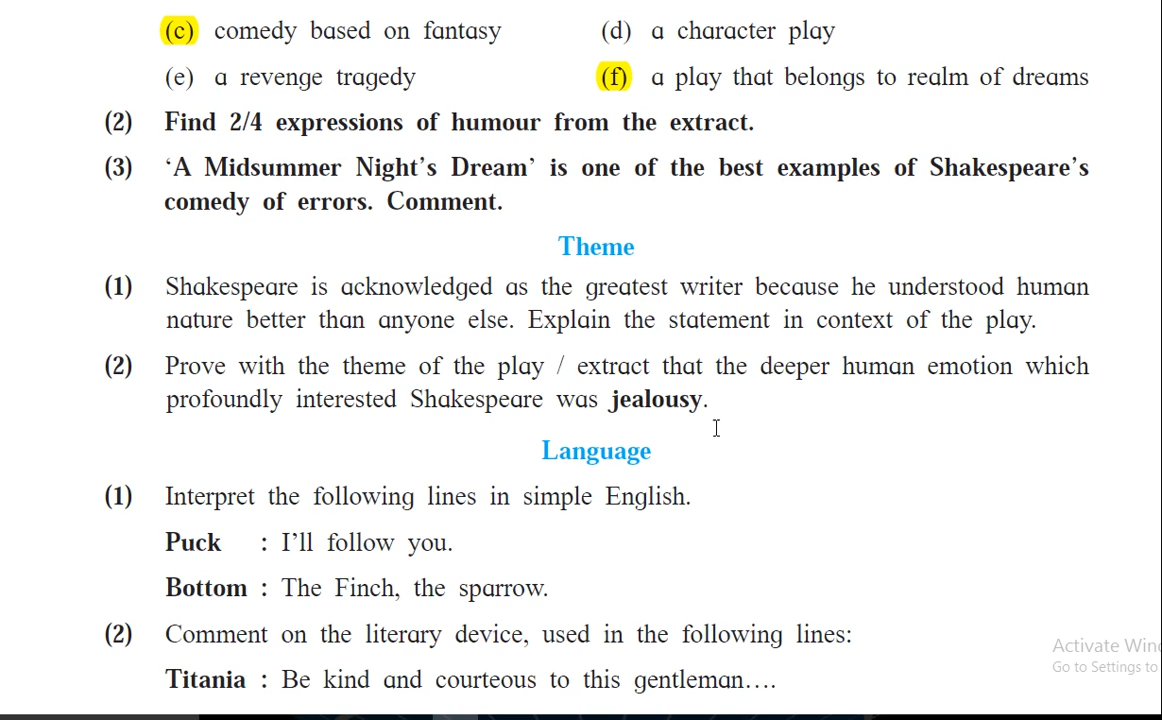 (c) comedy based on fantasy (d) a character play
(e) a revenge tragedy (f) a play that belongs to realm of dreams
(2) Find 2/4 expressions of humour from the extract.
(3) ‘A Midsummer Night’s Dream’ is one of the best examples of Shakespeare’s
comedy of errors. Comment.
Theme
(1) Shakespeare is acknowledged as the greatest writer because he understood human
nature better than anyone else. Explain the statement in context of the play.
(2) Prove with the theme of the play / extract that the deeper human emotion which
profoundly interested Shakespeare was jealousy.
Language
(1) Interpret the following lines in simple English.
Puck : I’ll follow you.
Bottom : The Finch, the sparrow.
(2) Comment on the literary device, used in the following lines:
Activate Win
Go to Settings to
Titania : Be kind and courteous to this gentleman....